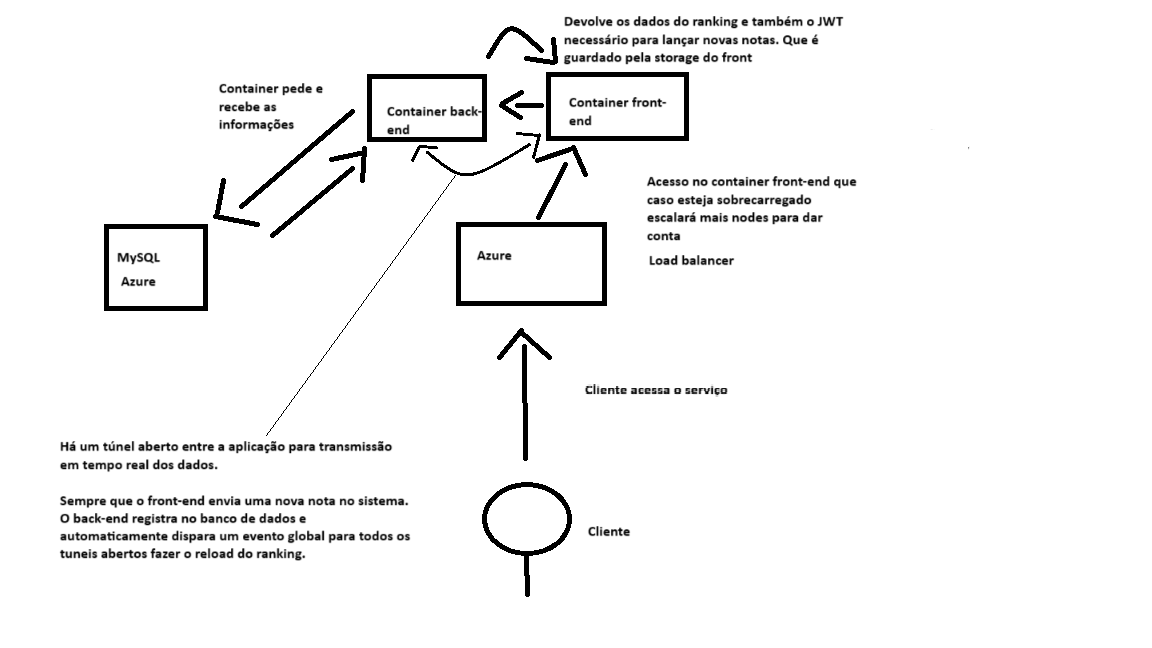 Devolve os dados do ranking e também o JWT
necessário para lançar novas notas. Que é
guardado pela storage do front
Container pede e
recebe as
informações
Container back-
end
Container front-
end
Acesso no container front-end que
caso esteja sobrecarregado
escalará mais nodes para dar
conta
Load balancer
MySQL
Azure
Azure
Cliente acessa o serviço
Há um túnel aberto entre a aplicação para transmissão
em tempo real dos dados.
Sempre que o front-end envia uma nova nota no sistema.
O back-end registra no banco de dados e
automaticamente dispara um evento global para todos os
tuneis abertos fazer o reload do ranking.
Cliente